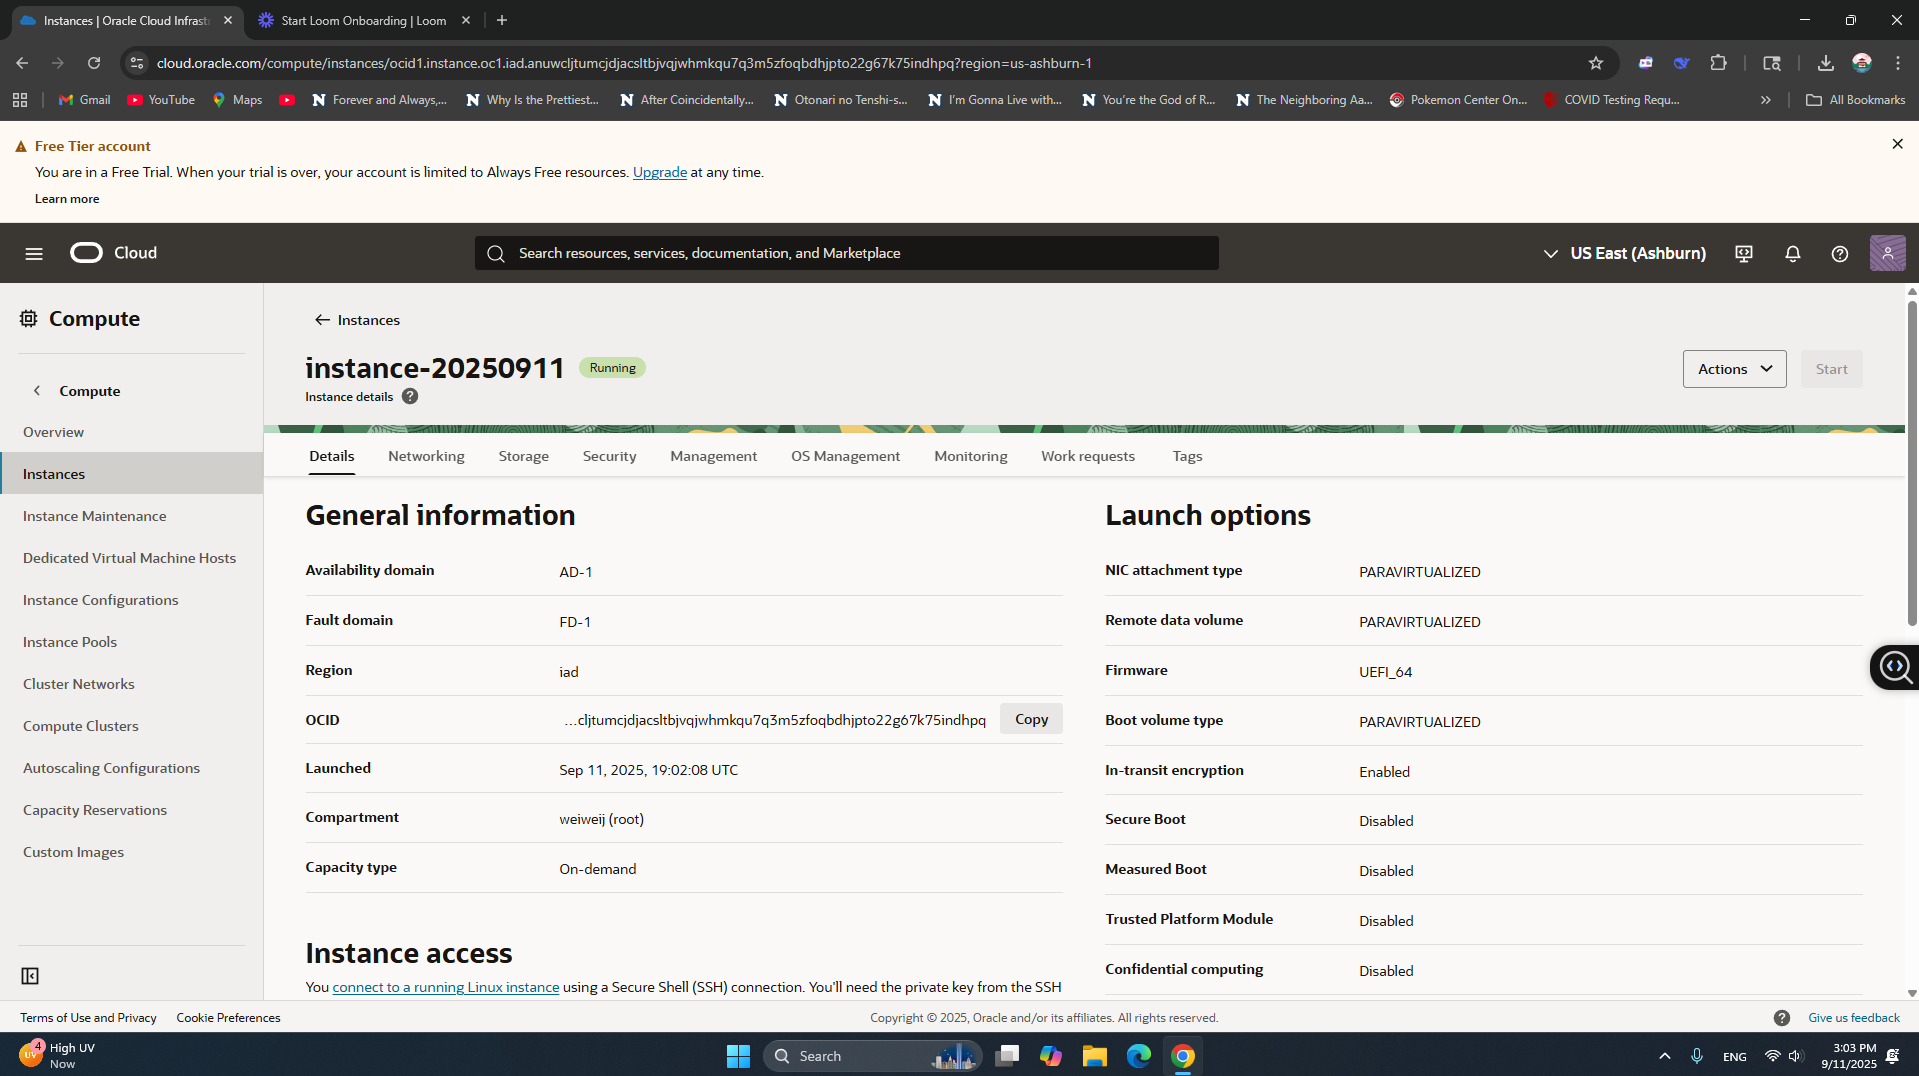 Instances | Oracle Cloud Infrast
Start Loom Onboarding | Loom
cloud.oracle.com/compute/instances/ocid1.instance.oc1.iad.anuwcljtumcjdjacsltbjvqjwhmkqu7q3m5zfoqbdhjpto22g67k75indhpq?region=us-ashburn-1
Gmail YouTube Maps Forever and Always,... Why Is the Prettiest... After Coincidentally... Otonari no Tenshi-s... I'm Gonna Live with... You're the God of R... The Neighboring Aa... Pokemon Center On... COVID Testing Requ... All Bookmarks
Free Tier account
You are in a Free Trial. When your trial is over, your account is limited to Always Free resources. Upgrade at any time.
Learn more
Cloud
Search resources, services, documentation, and Marketplace
US East (Ashburn)
Compute
Compute
Overview
Instances
Instance Maintenance
Dedicated Virtual Machine Hosts
Instance Configurations
Instance Pools
Cluster Networks
Compute Clusters
Autoscaling Configurations
Capacity Reservations
Custom Images
Instances
instance-20250911 Running
Instance details
Actions Start
Details Networking Storage Security Management OS Management Monitoring Work requests Tags
General information
Availability domain AD-1
Fault domain FD-1
Region iad
OCID ...cljtumcjdjacsltbjvqjwhmkqu7q3m5zfoqbdhjpto22g67k75indhpq Copy
Launched Sep 11, 2025, 19:02:08 UTC
Compartment weiweij (root)
Capacity type On-demand
Instance access
You connect to a running Linux instance using a Secure Shell (SSH) connection. You'll need the private key from the SSH
Launch options
NIC attachment type PARAVIRTUALIZED
Remote data volume PARAVIRTUALIZED
Firmware UEFI_64
Boot volume type PARAVIRTUALIZED
In-transit encryption Enabled
Secure Boot Disabled
Measured Boot Disabled
Trusted Platform Module Disabled
Confidential computing Disabled
Terms of Use and Privacy Cookie Preferences
Copyright © 2025, Oracle and/or its affiliates. All rights reserved.
Give us feedback
UV 4
High UV
Now
Search
ENG
3:03 PM
9/11/2025